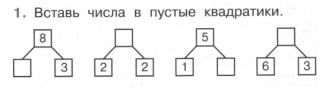 1. Вставь числа в пустые квадратики.
8 5
3 2 2 1 6 3